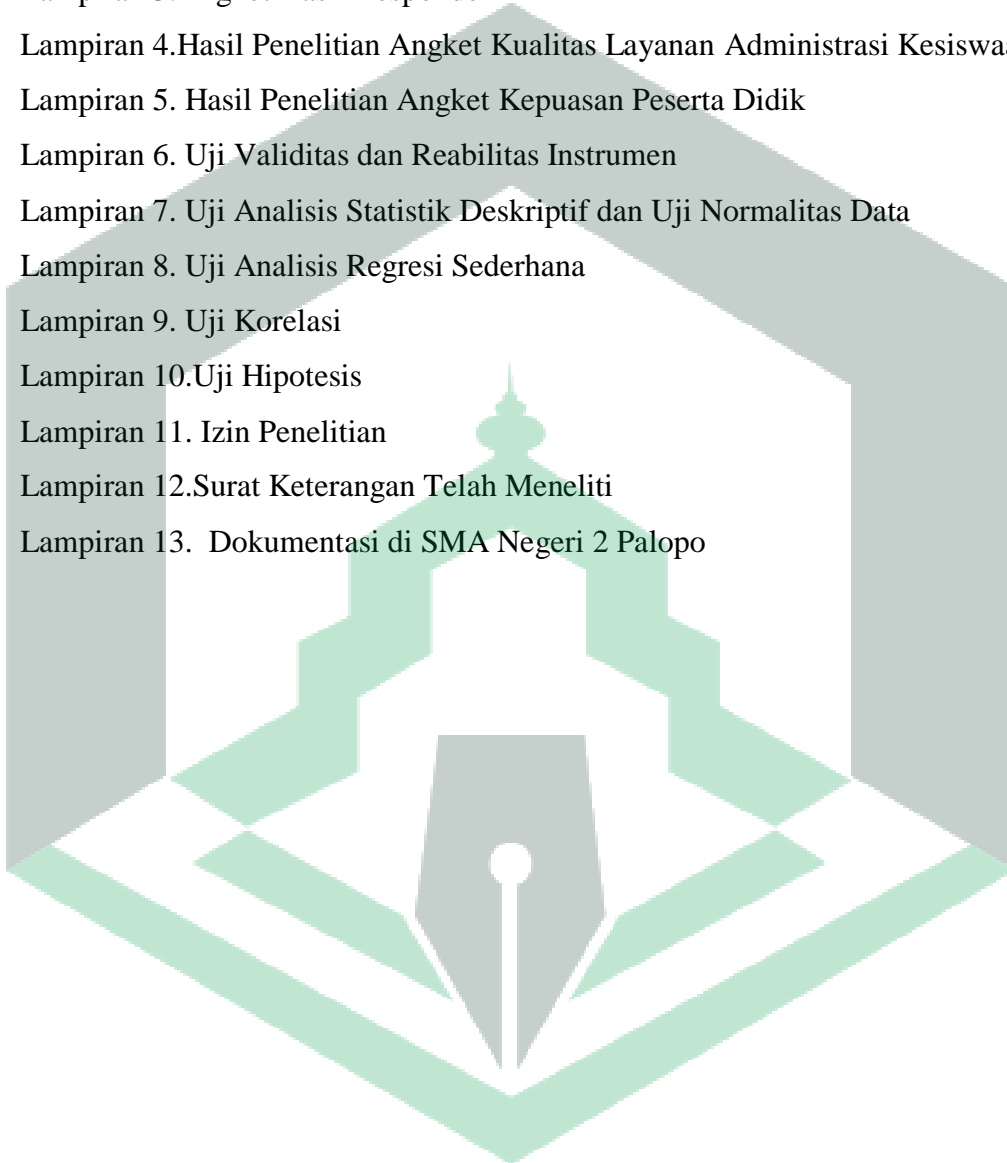 Lampiran 4.Hasil Penelitian Angket Kualitas Layanan Administrasi
Lampiran 5. Hasil Penelitian Angket Kepuasan Peserta Didik
Lampiran 6. Uji Validitas dan Reabilitas Instrumen
Lampiran 7. Uji Analisis Statistik Deskriptif dan Uji Normalitas Data
Lampiran 8. Uji Analisis Regresi Sederhana
Lampiran 9. Uji Korelasi
Lampiran 10.Uji Hipotesis
Lampiran 11. Izin Penelitian
Lampiran 12.Surat Keterangan Telah Meneliti
Lampiran 13. Dokumentasi di SMA Negeri 2 Palopo